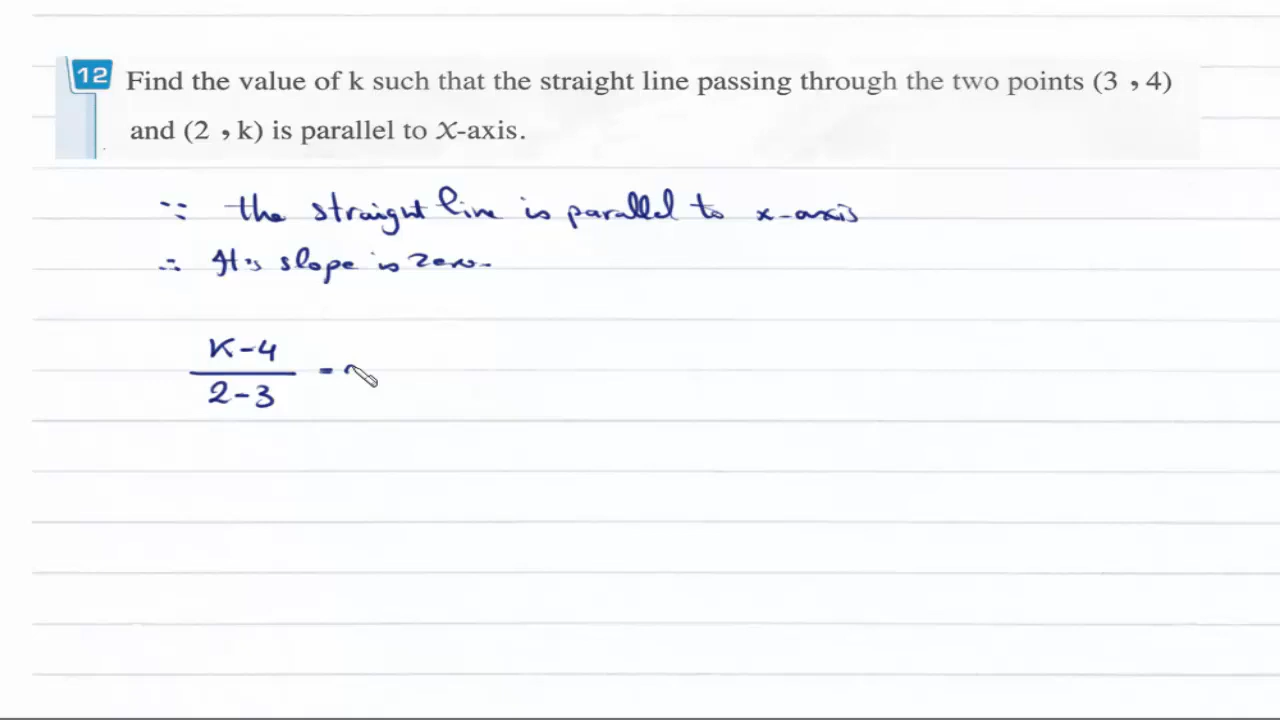 12 Find the value of k such that the straight line passing through the two points (3 , 4)
and (2 , k) is parallel to X-axis.
∵ the straight line is parallel to x-axis
∴ It's slope is zero.
K-4
2-3 =